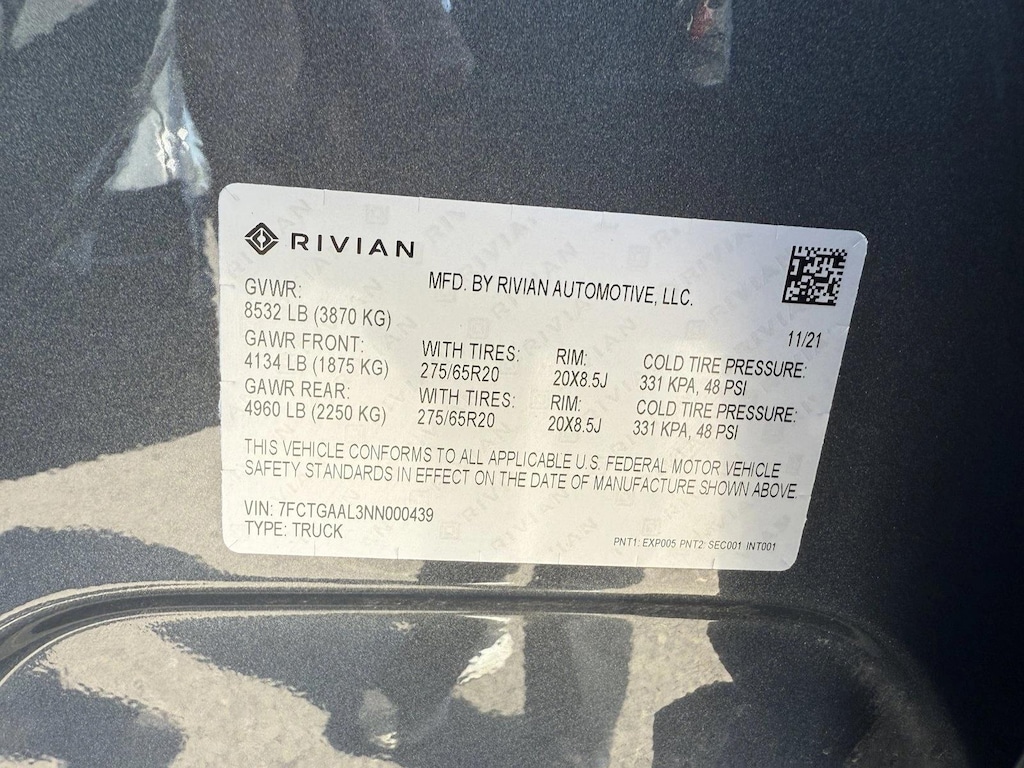 RIVIAN
MFD. BY RIVIAN AUTOMOTIVE, LLC.
GVWR:
8532 LB (3870 KG)
11/21
GAWR FRONT: WITH TIRES: RIM: COLD TIRE PRESSURE:
4134 LB (1875 KG) 275/65R20 20X8.5J 331 KPA, 48 PSI
GAWR REAR: WITH TIRES: RIM: COLD TIRE PRESSURE:
4960 LB (2250 KG) 275/65R20 20X8.5J 331 KPA, 48 PSI
THIS VEHICLE CONFORMS TO ALL APPLICABLE U.S. FEDERAL MOTOR VEHICLE
SAFETY STANDARDS IN EFFECT ON THE DATE OF MANUFACTURE SHOWN ABOVE
VIN: 7FCTGAAL3NN000439
TYPE: TRUCK
PNT1: EXP005 PNT2: SEC001 INT001